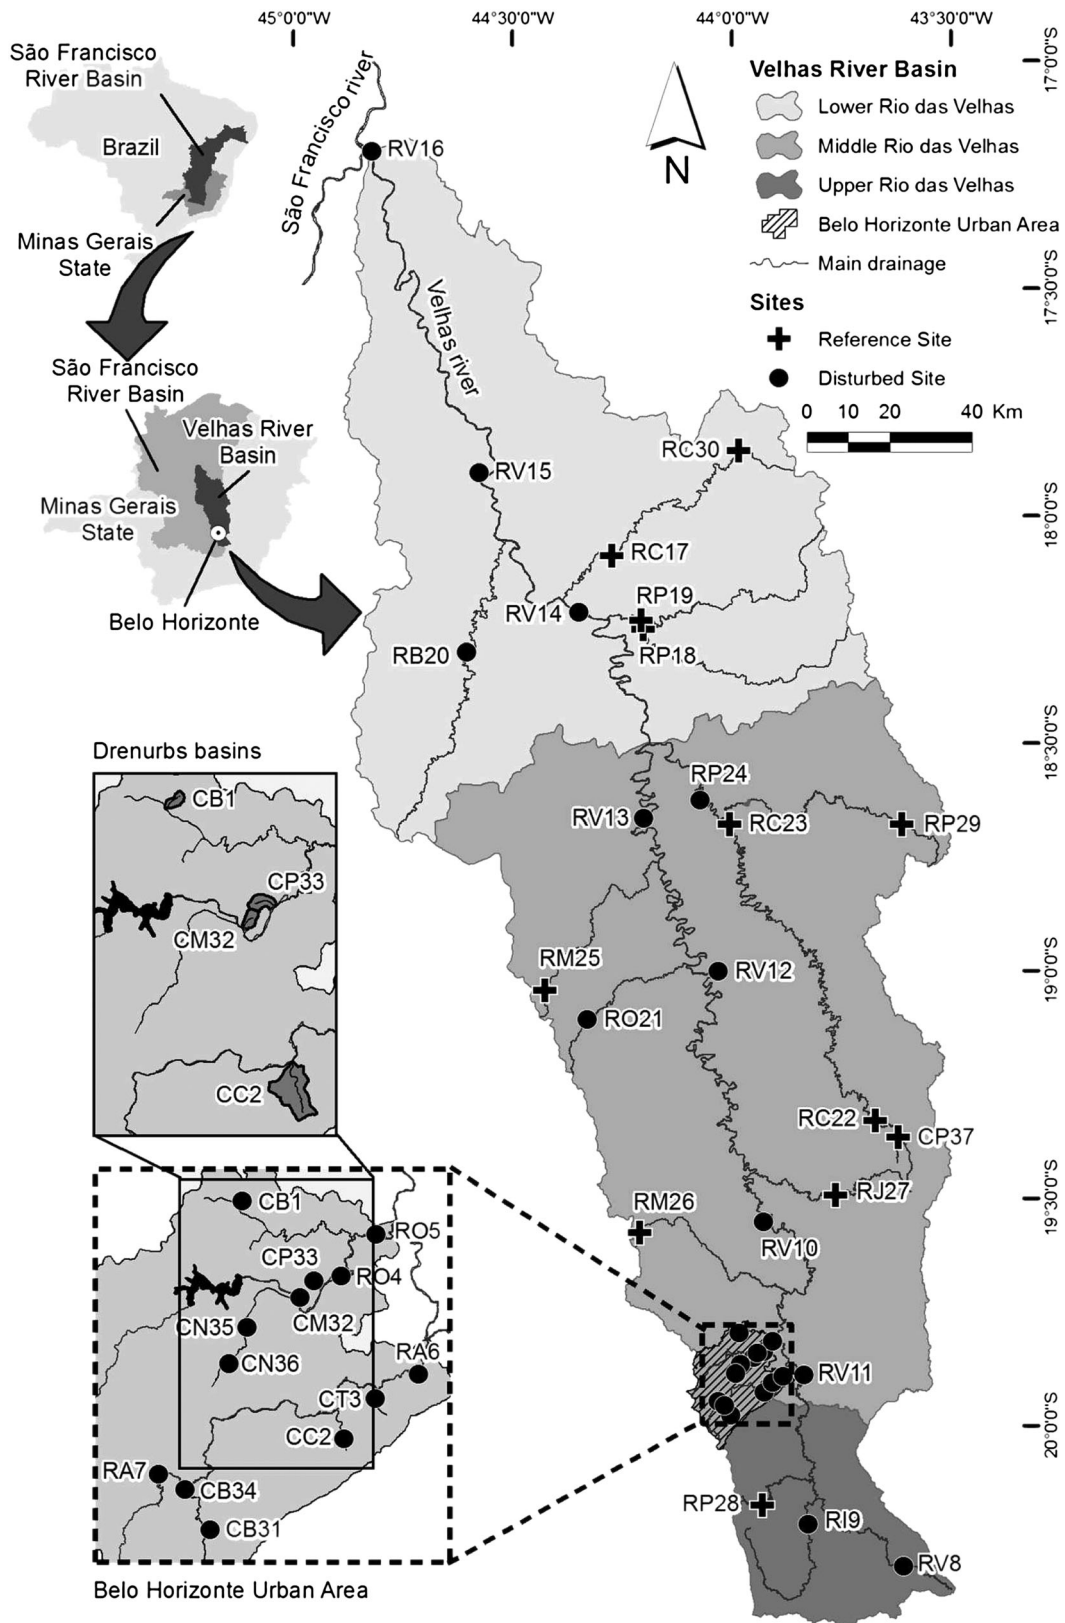 45°0'0"W
44°30'0"W
44°0'0"W
43°30'0"W
17°0'0"S
17°30'0"S
18°0'0"S
18°30'0"S
19°0'0"S
19°30'0"S
20°0'0"S
São Francisco
River Basin
Brazil
Minas Gerais
State
São Francisco
River Basin
Velhas River
Basin
Minas Gerais
State
Belo Horizonte
São Francisco river
Velhas river
N
Velhas River Basin
Lower Rio das Velhas
Middle Rio das Velhas
Upper Rio das Velhas
Belo Horizonte Urban Area
Main drainage
Sites
Reference Site
Disturbed Site
0 10 20 40 Km
RV16
RV15
RC30
RC17
RP19
RV14
RP18
RB20
RP24
RV13
RC23
RP29
RM25
RV12
RO21
RC22
CP37
RJ27
RM26
RV10
RV11
RP28
RI9
RV8
Drenurbs basins
CB1
CP33
CM32
CC2
CB1
RO5
CP33
RO4
CM32
CN35
CN36
RA6
CT3
CC2
RA7
CB34
CB31
Belo Horizonte Urban Area